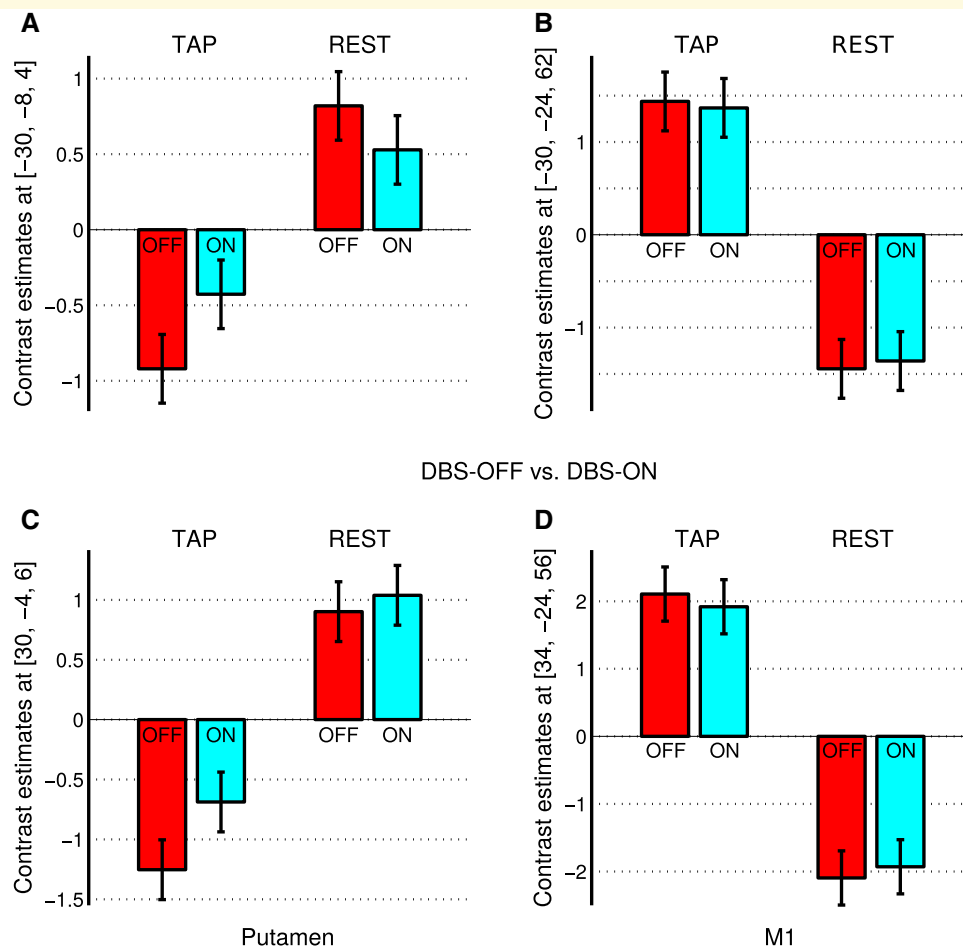 A
TAP REST
Contrast estimates at [−30, −8, 4]
1
0.5
0
−0.5
−1
OFF ON OFF ON
B
TAP REST
Contrast estimates at [−30, −24, 62]
1
0
−1
OFF ON OFF ON
DBS-OFF vs. DBS-ON
C
TAP REST
Contrast estimates at [30, −4, 6]
1
0.5
0
−0.5
−1
−1.5
OFF ON OFF ON
Putamen
D
TAP REST
Contrast estimates at [34, −24, 56]
2
1
0
−1
−2
OFF ON OFF ON
M1